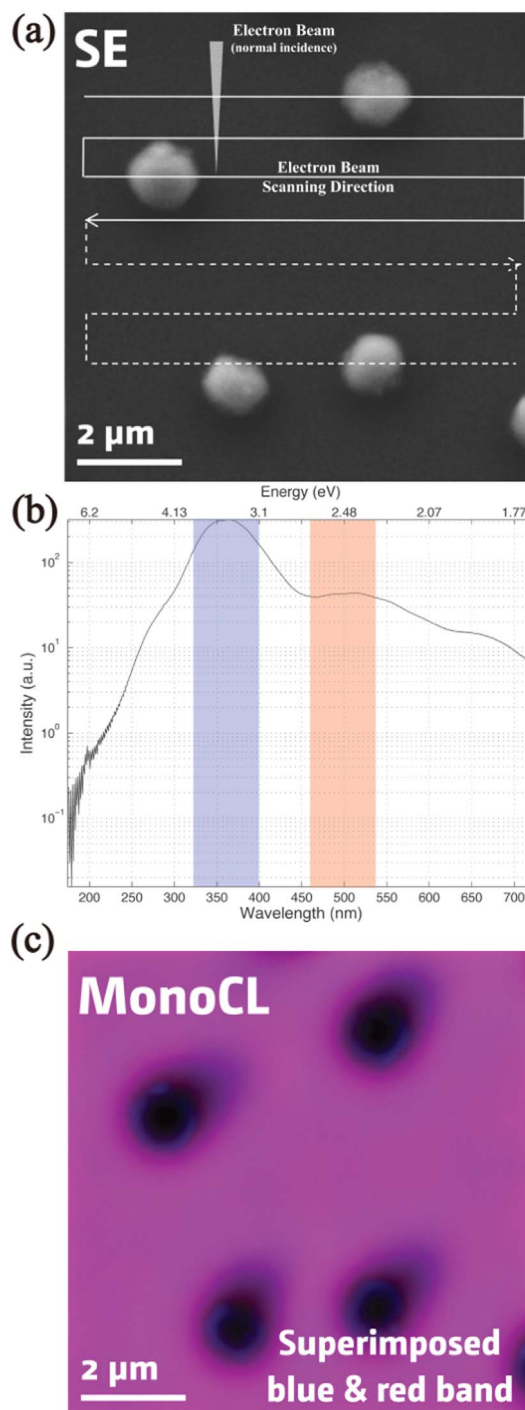 (a)
SE
Electron Beam
(normal incidence)
Electron Beam
Scanning Direction
2 µm
(b)
Energy (eV)
6.2 4.13 3.1 2.48 2.07 1.77
Intensity (a.u.)
10²
10¹
10⁰
10⁻¹
200 250 300 350 400 450 500 550 600 650 700
Wavelength (nm)
(c)
MonoCL
2 µm
Superimposed
blue & red band